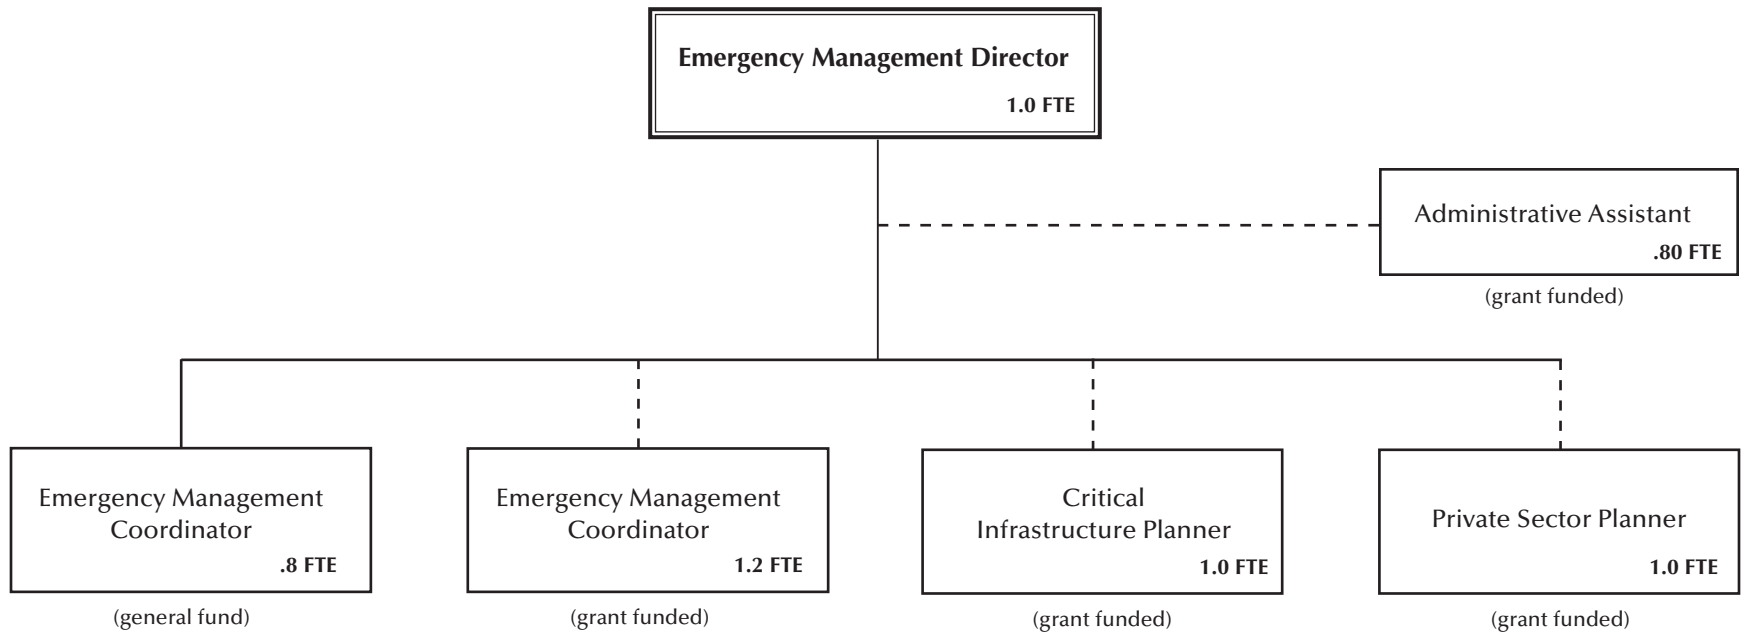 Emergency Management Director
1.0 FTE
Administrative Assistant
.80 FTE
(grant funded)
Emergency Management
Coordinator
.8 FTE
(general fund)
Emergency Management
Coordinator
1.2 FTE
(grant funded)
Critical
Infrastructure Planner
1.0 FTE
(grant funded)
Private Sector Planner
1.0 FTE
(grant funded)